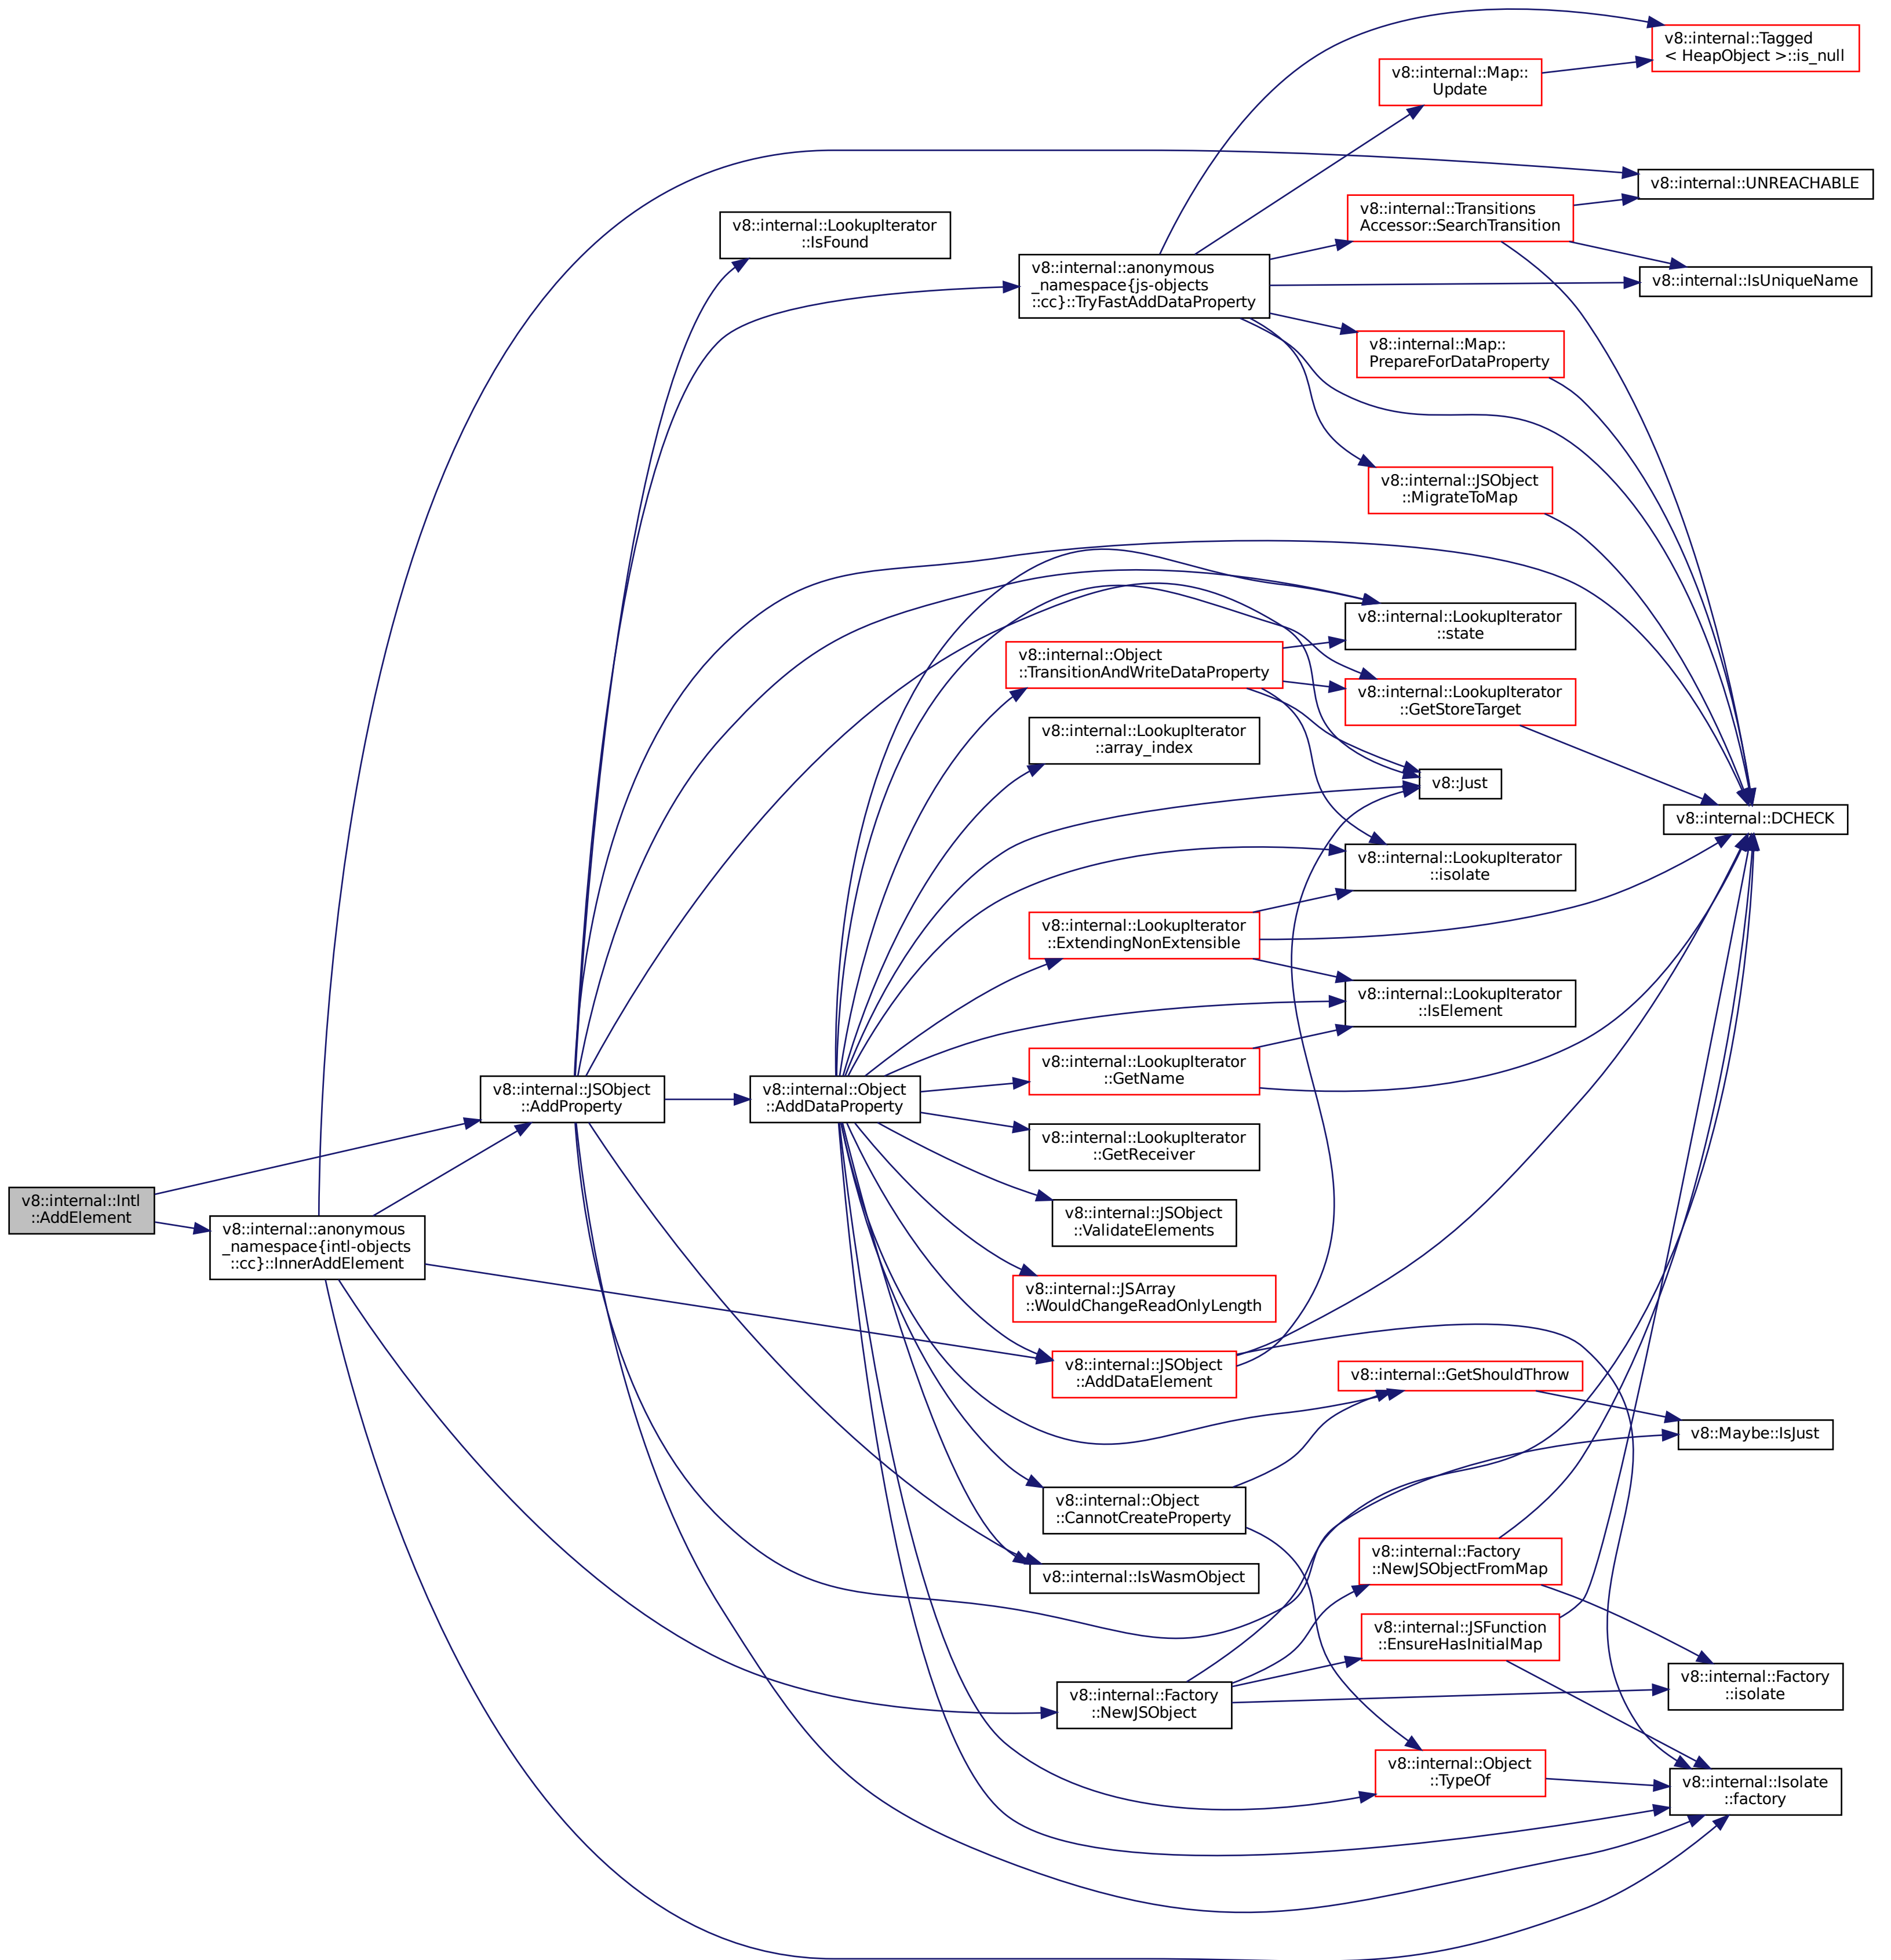 v8::internal::Intl
::AddElement
v8::internal::anonymous
_namespace{intl-objects
::cc}::InnerAddElement
v8::internal::JSObject
::AddProperty
v8::internal::LookupIterator
::IsFound
v8::internal::Object
::AddDataProperty
v8::internal::anonymous
_namespace{js-objects
::cc}::TryFastAddDataProperty
v8::internal::Object
::TransitionAndWriteDataProperty
v8::internal::LookupIterator
::array_index
v8::internal::LookupIterator
::ExtendingNonExtensible
v8::internal::LookupIterator
::GetName
v8::internal::LookupIterator
::GetReceiver
v8::internal::JSObject
::ValidateElements
v8::internal::JSArray
::WouldChangeReadOnlyLength
v8::internal::JSObject
::AddDataElement
v8::internal::Object
::CannotCreateProperty
v8::internal::IsWasmObject
v8::internal::Factory
::NewJSObject
v8::internal::Map::
Update
v8::internal::Transitions
Accessor::SearchTransition
v8::internal::Map::
PrepareForDataProperty
v8::internal::JSObject
::MigrateToMap
v8::internal::LookupIterator
::state
v8::internal::LookupIterator
::GetStoreTarget
v8::Just
v8::internal::LookupIterator
::isolate
v8::internal::LookupIterator
::IsElement
v8::internal::GetShouldThrow
v8::internal::Factory
::NewJSObjectFromMap
v8::internal::JSFunction
::EnsureHasInitialMap
v8::internal::Object
::TypeOf
v8::internal::Tagged
< HeapObject >::is_null
v8::internal::UNREACHABLE
v8::internal::IsUniqueName
v8::internal::DCHECK
v8::Maybe::IsJust
v8::internal::Factory
::isolate
v8::internal::Isolate
::factory